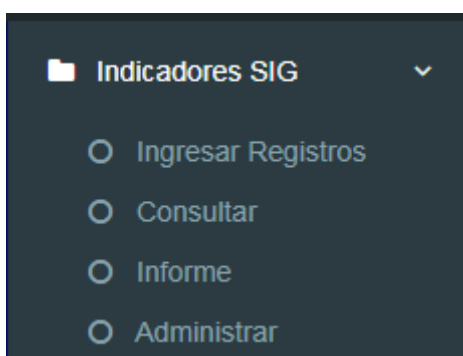 Indicadores SIG
Ingresar Registros
Consultar
Informe
Administrar